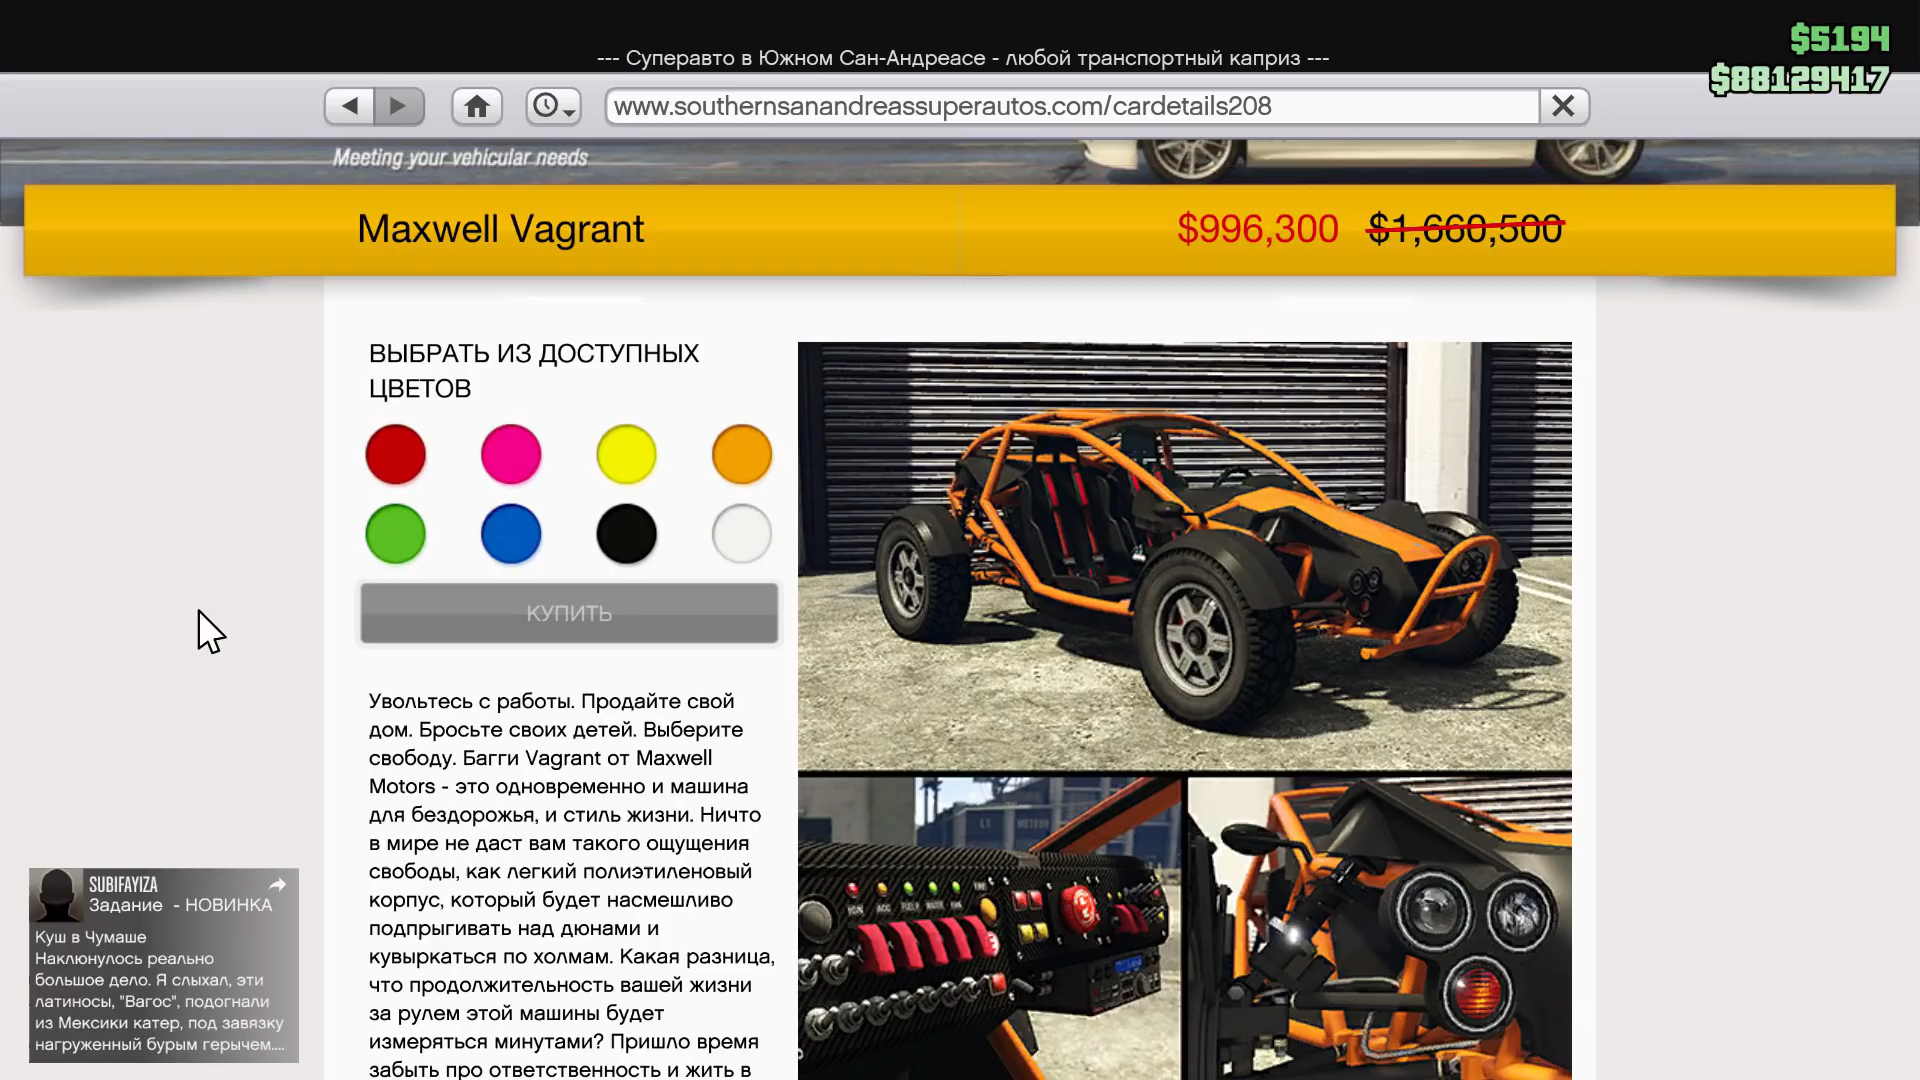 $5194
--- Суперавто в Южном Сан-Андреасе - любой транспортный каприз ---
$88129417
www.southernsanandreassuperautos.com/cardetails208
Meeting your vehicular needs
Maxwell Vagrant
$996,300 $1,660,500
ВЫБРАТЬ ИЗ ДОСТУПНЫХ
ЦВЕТОВ
КУПИТЬ
Увольтесь с работы. Продайте свой
дом. Бросьте своих детей. Выберите
свободу. Багги Vagrant от Maxwell
Motors - это одновременно и машина
для бездорожья, и стиль жизни. Ничто
в мире не даст вам такого ощущения
свободы, как легкий полиэтиленовый
корпус, который будет насмешливо
подпрыгивать над дюнами и
кувыркаться по холмам. Какая разница,
что продолжительность вашей жизни
за рулем этой машины будет
измеряться минутами? Пришло время
забыть про ответственность и жить в
SUBIFAYIZA
Задание - НОВИНКА
Куш в Чумаше
Наклюнулось реально
большое дело. Я слыхал, эти
латиносы, "Вагос", подогнали
из Мексики катер, под завязку
нагруженный бурым герычем....